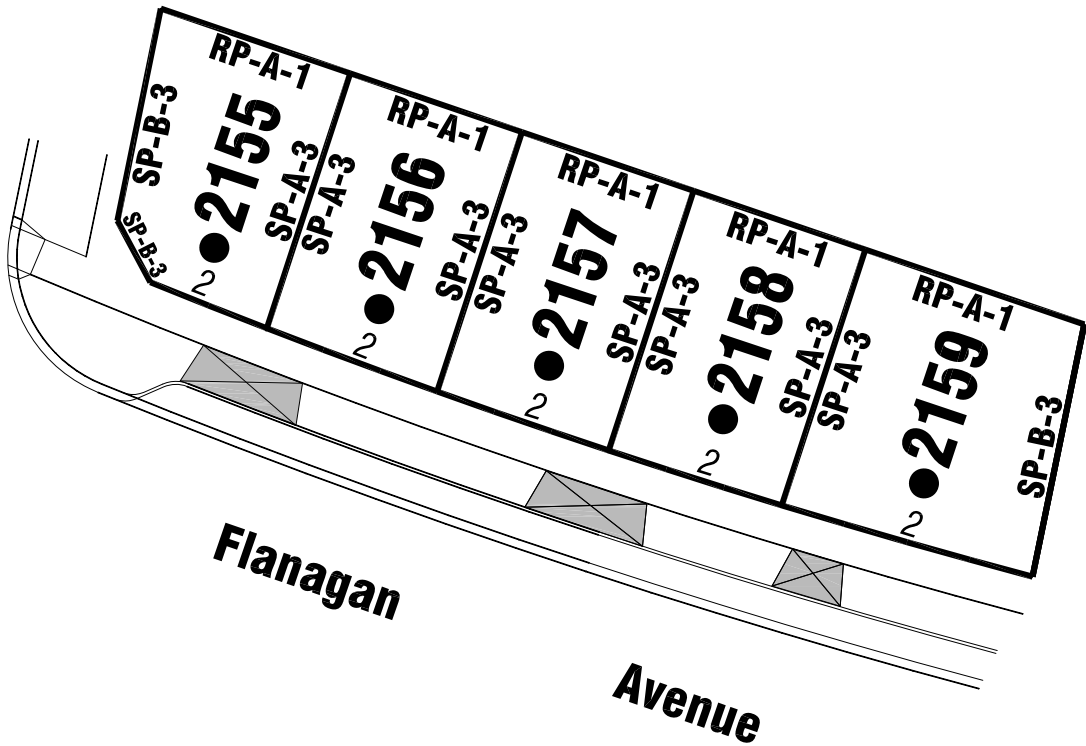 RP-A-1
SP-B-3
2155
SP-A-3
SP-B-3
2
RP-A-1
SP-A-3
2156
SP-A-3
2
RP-A-1
SP-A-3
2157
SP-A-3
2
RP-A-1
SP-A-3
2158
SP-A-3
2
RP-A-1
SP-A-3
2159
SP-B-3
2
Flanagan
Avenue